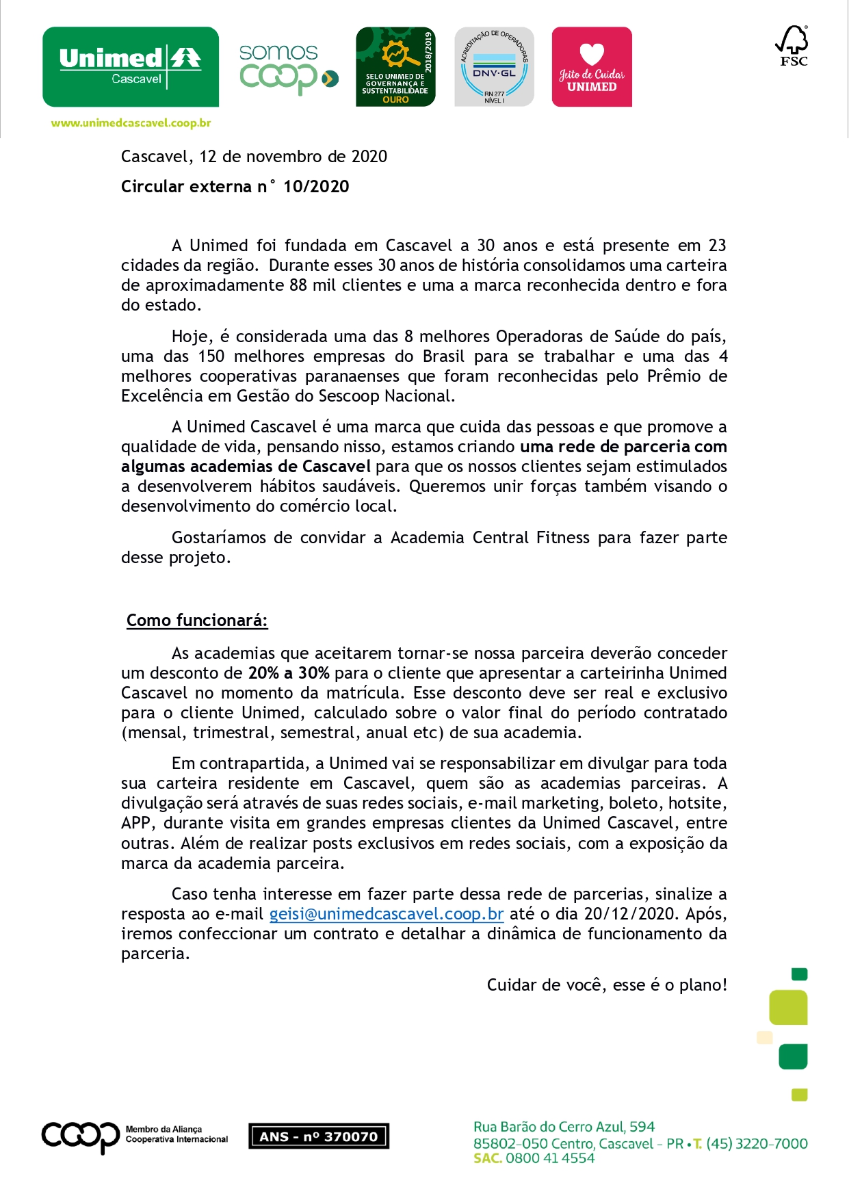 Unimed
Cascavel
somos
coop
SELO UNIMED DE
GOVERNANÇA E
SUSTENTABILIDADE
OURO
2018/2019
ACREDITAÇÃO DE OPERADORAS
DNV·GL
RN 277
NÍVEL I
Jeito de Cuidar
UNIMED
FSC
www.unimedcascavel.coop.br
Cascavel, 12 de novembro de 2020
Circular externa n° 10/2020
A Unimed foi fundada em Cascavel a 30 anos e está presente em 23
cidades da região. Durante esses 30 anos de história consolidamos uma carteira
de aproximadamente 88 mil clientes e uma a marca reconhecida dentro e fora
do estado.
Hoje, é considerada uma das 8 melhores Operadoras de Saúde do país,
uma das 150 melhores empresas do Brasil para se trabalhar e uma das 4
melhores cooperativas paranaenses que foram reconhecidas pelo Prêmio de
Excelência em Gestão do Sescoop Nacional.
A Unimed Cascavel é uma marca que cuida das pessoas e que promove a
qualidade de vida, pensando nisso, estamos criando uma rede de parceria com
algumas academias de Cascavel para que os nossos clientes sejam estimulados
a desenvolverem hábitos saudáveis. Queremos unir forças também visando o
desenvolvimento do comércio local.
Gostaríamos de convidar a Academia Central Fitness para fazer parte
desse projeto.
Como funcionará:
As academias que aceitarem tornar-se nossa parceira deverão conceder
um desconto de 20% a 30% para o cliente que apresentar a carteirinha Unimed
Cascavel no momento da matrícula. Esse desconto deve ser real e exclusivo
para o cliente Unimed, calculado sobre o valor final do período contratado
(mensal, trimestral, semestral, anual etc) de sua academia.
Em contrapartida, a Unimed vai se responsabilizar em divulgar para toda
sua carteira residente em Cascavel, quem são as academias parceiras. A
divulgação será através de suas redes sociais, e-mail marketing, boleto, hotsite,
APP, durante visita em grandes empresas clientes da Unimed Cascavel, entre
outras. Além de realizar posts exclusivos em redes sociais, com a exposição da
marca da academia parceira.
Caso tenha interesse em fazer parte dessa rede de parcerias, sinalize a
resposta ao e-mail geisi@unimedcascavel.coop.br até o dia 20/12/2020. Após,
iremos confeccionar um contrato e detalhar a dinâmica de funcionamento da
parceria.
Cuidar de você, esse é o plano!
coop
Membro da Aliança
Cooperativa Internacional
ANS - nº 370070
Rua Barão do Cerro Azul, 594
85802-050 Centro, Cascavel - PR • T. (45) 3220-7000
SAC. 0800 41 4554